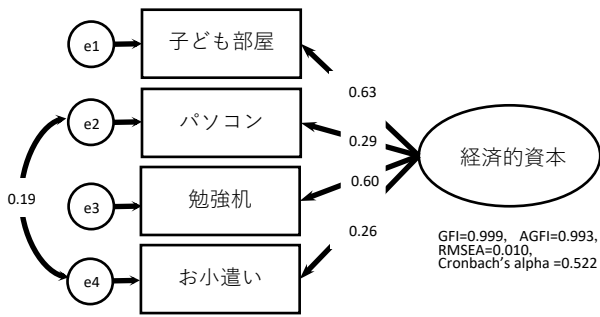 e1
子ども部屋
0.63
e2
パソコン
0.29
経済的資本
0.19
e3
勉強机
0.60
0.26
e4
お小遣い
GFI=0.999, AGFI=0.993,
RMSEA=0.010,
Cronbach's alpha =0.522